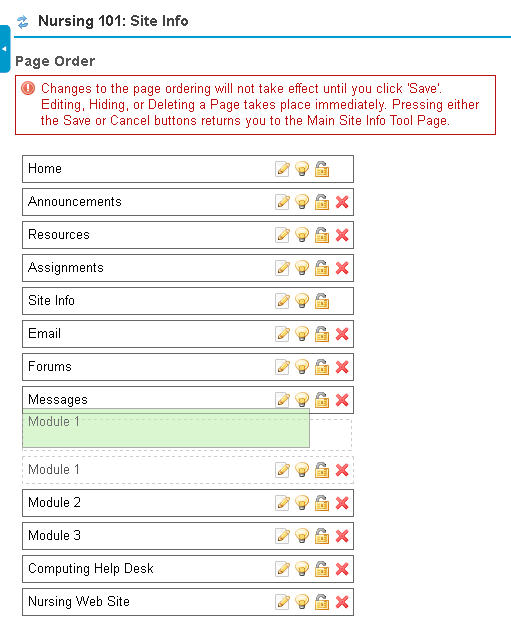 Nursing 101: Site Info
Page Order
Changes to the page ordering will not take effect until you click 'Save'.
Editing, Hiding, or Deleting a Page takes place immediately. Pressing either
the Save or Cancel buttons returns you to the Main Site Info Tool Page.
Home
Announcements
Resources
Assignments
Site Info
Email
Forums
Messages
Module 1
Module 1
Module 2
Module 3
Computing Help Desk
Nursing Web Site